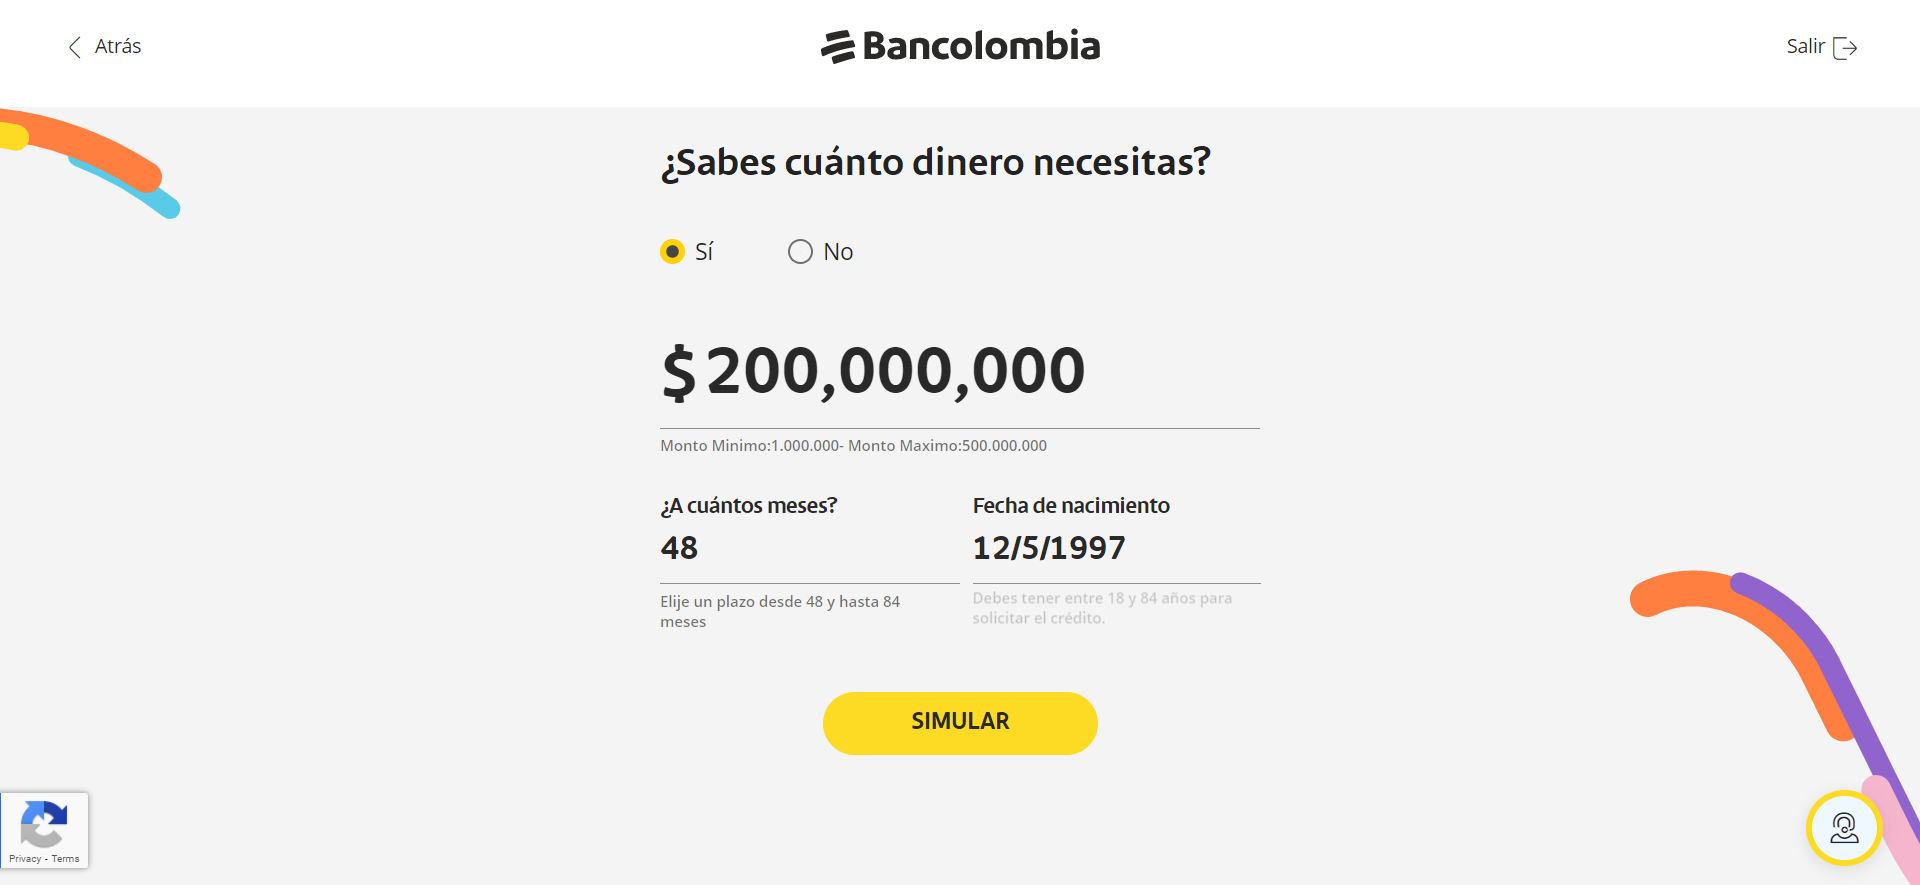 Atrás
Bancolombia
Salir
¿Sabes cuánto dinero necesitas?
Sí
No
$ 200,000,000
Monto Minimo:1.000.000- Monto Maximo:500.000.000
¿A cuántos meses?
48
Elije un plazo desde 48 y hasta 84
meses
Fecha de nacimiento
12/5/1997
Debes tener entre 18 y 84 años para
solicitar el crédito.
SIMULAR
Privacy - Terms